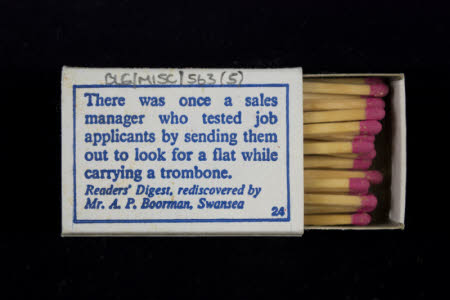 OLG/MISC/563(5)
There was once a sales
manager who tested job
applicants by sending them
out to look for a flat while
carrying a trombone.
Readers' Digest, rediscovered by
Mr. A. P. Boorman, Swansea
24